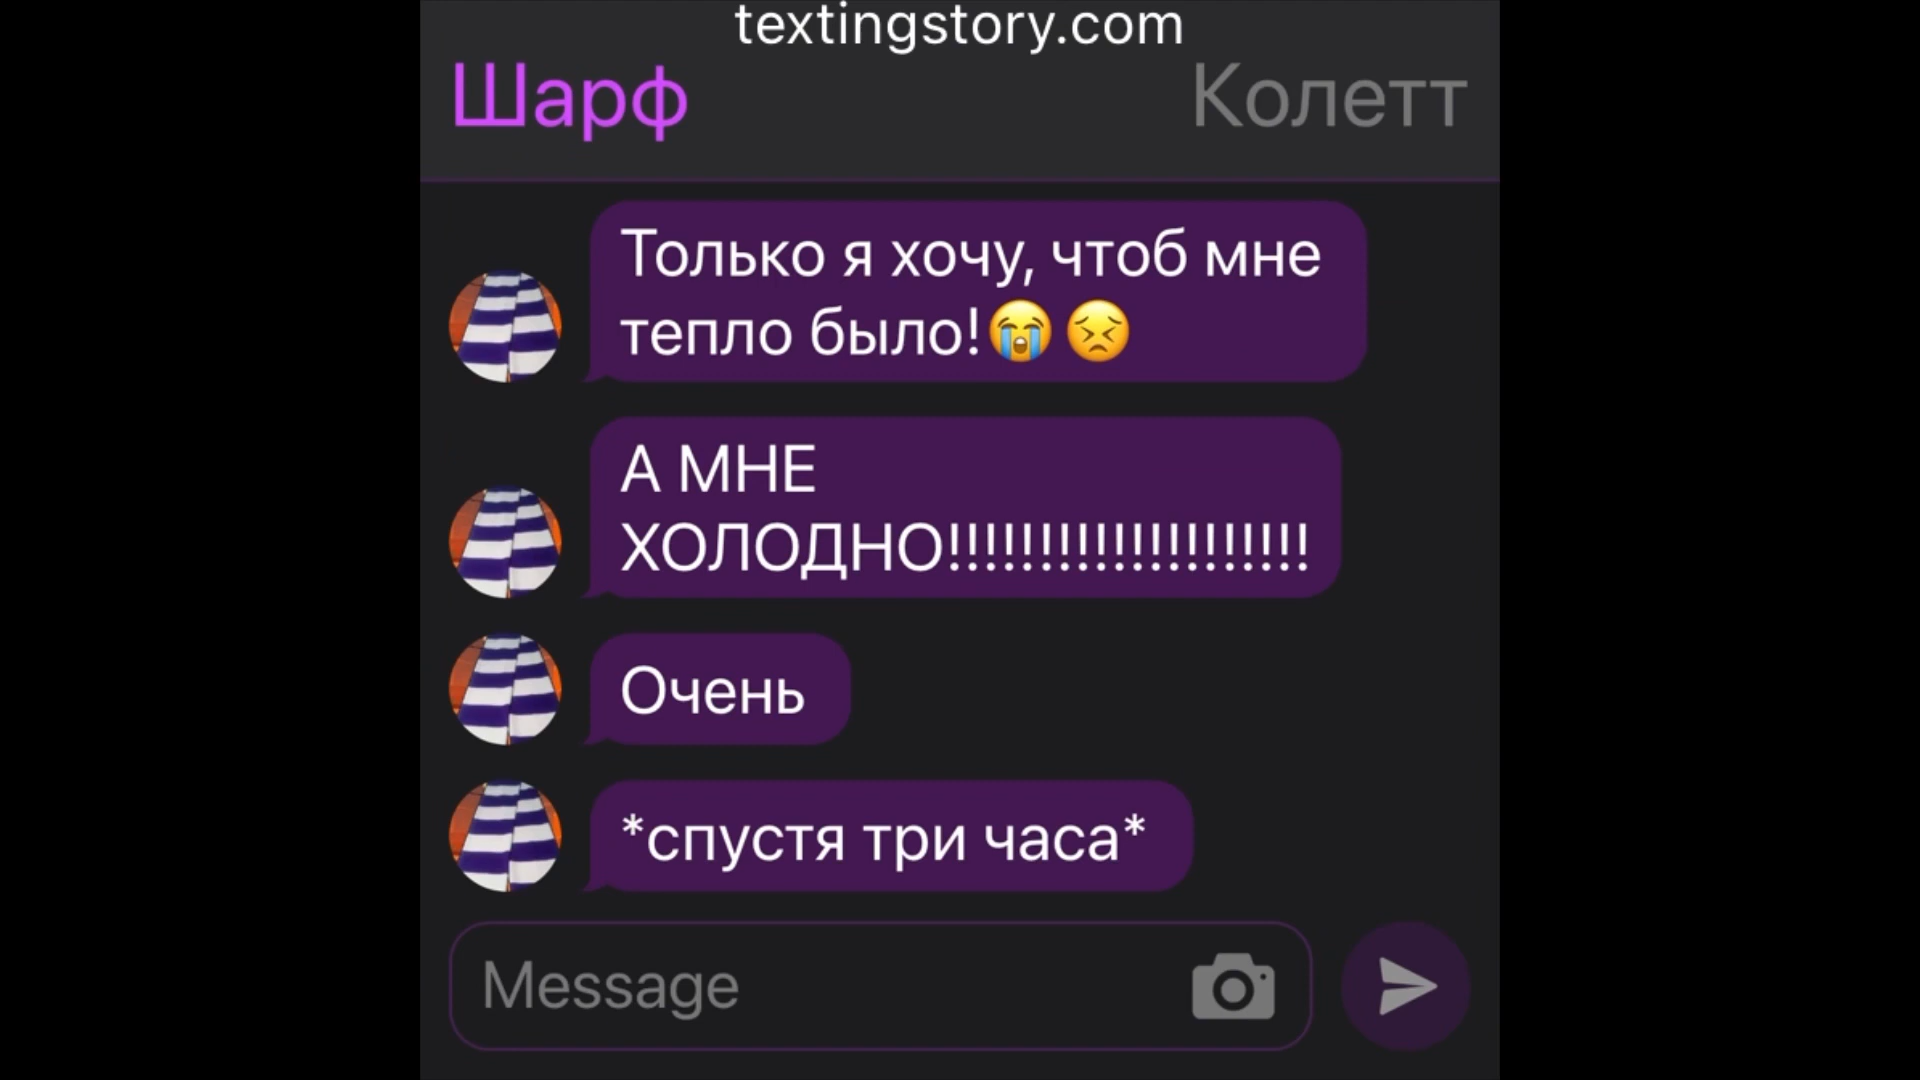 textingstory.com
Шарф
Колетт
Только я хочу, чтоб мне
тепло было!😭😣
А МНЕ
ХОЛОДНО!!!!!!!!!!!!!!!!!!!!
Очень
*спустя три часа*
Message